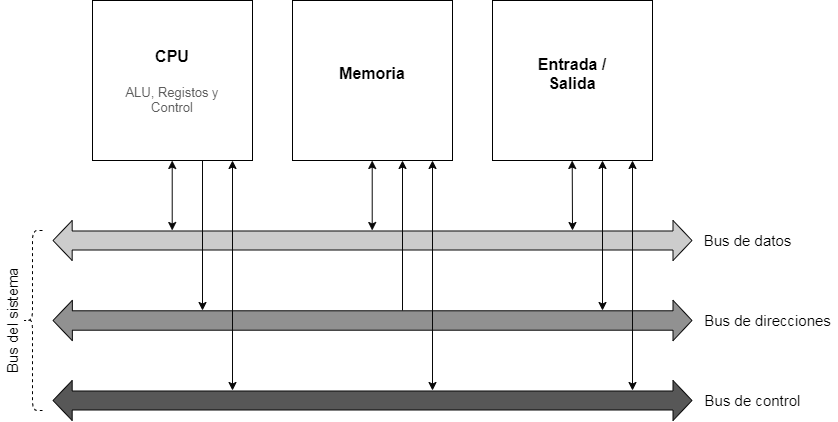 CPU
ALU, Registos y
Control
Memoria
Entrada /
Salida
Bus de datos
Bus del sistema
Bus de direcciones
Bus de control